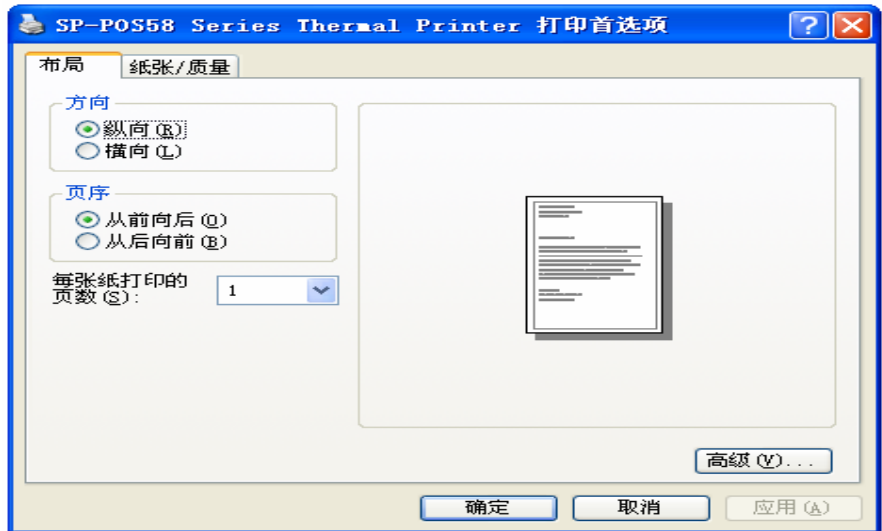 SP-POS58 Series Thermal Printer 打印首选项
布局 纸张/质量
方向
纵向(R)
横向(L)
页序
从前向后(O)
从后向前(B)
每张纸打印的
页数(S): 1
高级(V)...
确定 取消 应用(A)